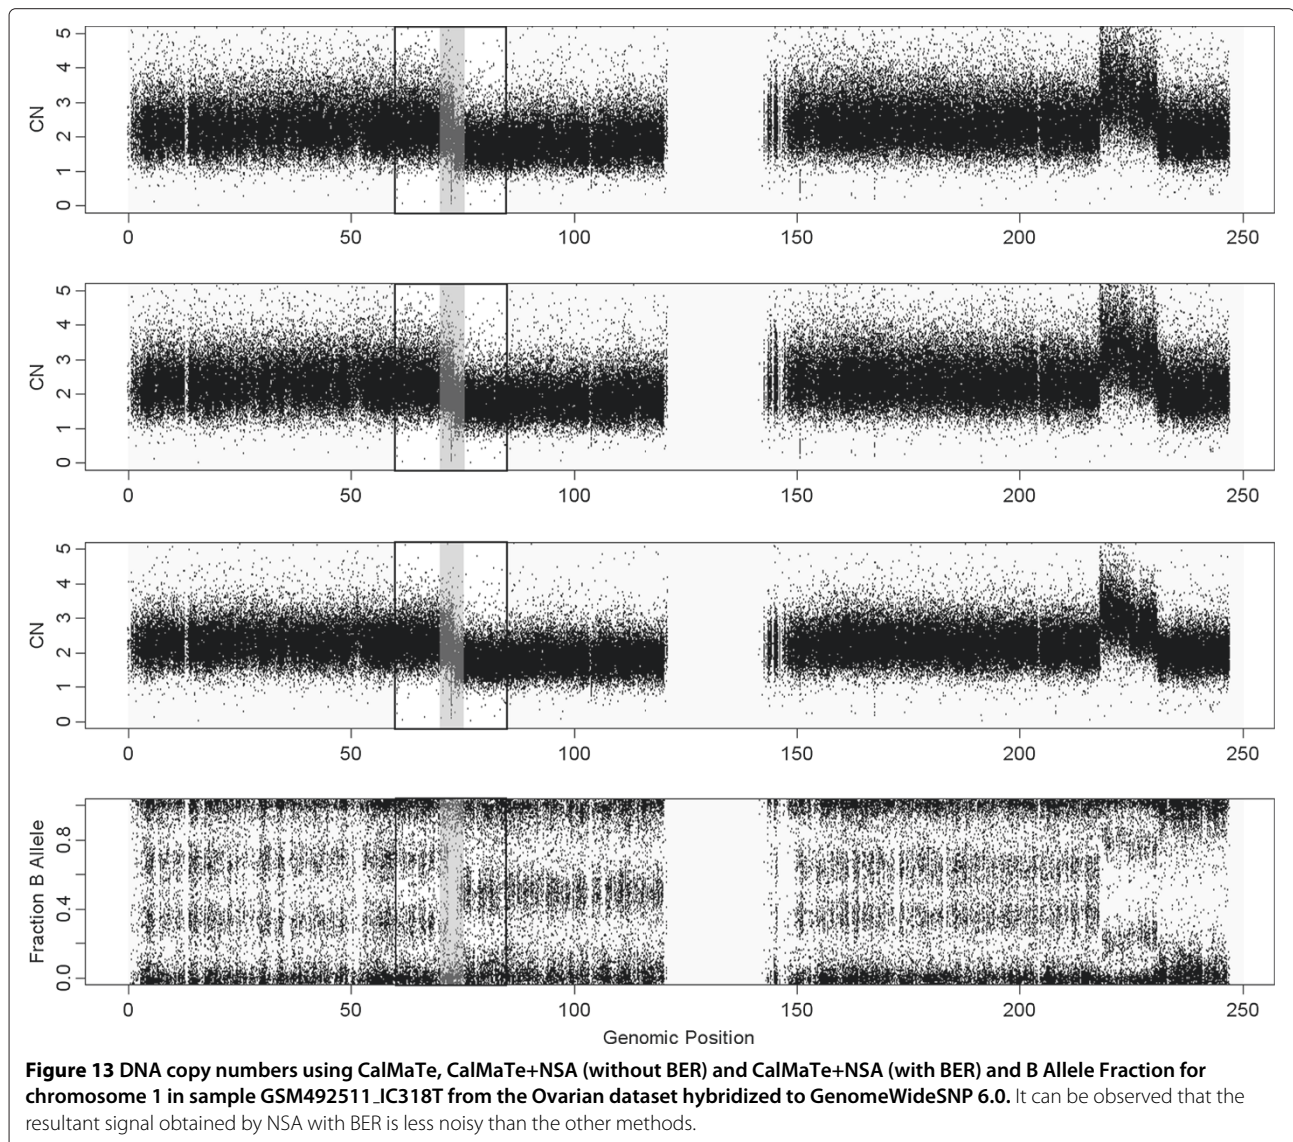 CN
5
4
3
2
1
0
0 50 100 150 200 250
CN
5
4
3
2
1
0
0 50 100 150 200 250
CN
5
4
3
2
1
0
0 50 100 150 200 250
Fraction B Allele
0.8
0.4
0.0
0 50 100 150 200 250
Genomic Position
Figure 13 DNA copy numbers using CalMaTe, CalMaTe+NSA (without BER) and CalMaTe+NSA (with BER) and B Allele Fraction for
chromosome 1 in sample GSM492511_IC318T from the Ovarian dataset hybridized to GenomeWideSNP 6.0. It can be observed that the
resultant signal obtained by NSA with BER is less noisy than the other methods.